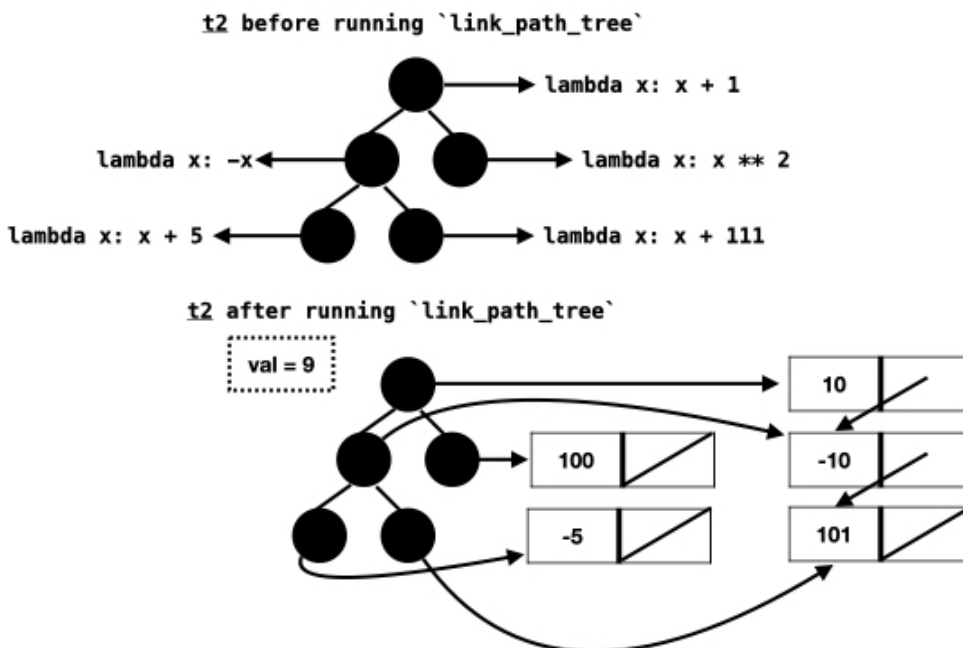 t2 before running `link_path_tree`
lambda x: x + 1
lambda x: -x
lambda x: x ** 2
lambda x: x + 5
lambda x: x + 111
t2 after running `link_path_tree`
val = 9
10
100
-10
-5
101